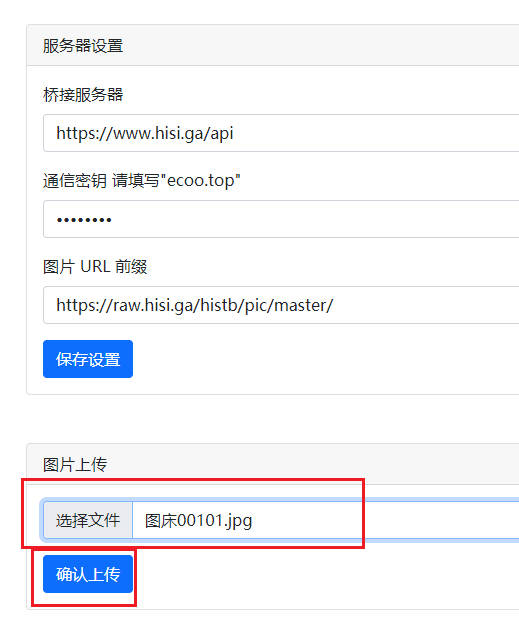 服务器设置
桥接服务器
https://www.hisi.ga/api
通信密钥 请填写"ecoo.top"
••••••••
图片 URL 前缀
https://raw.hisi.ga/histb/pic/master/
保存设置
图片上传
选择文件 图床00101.jpg
确认上传